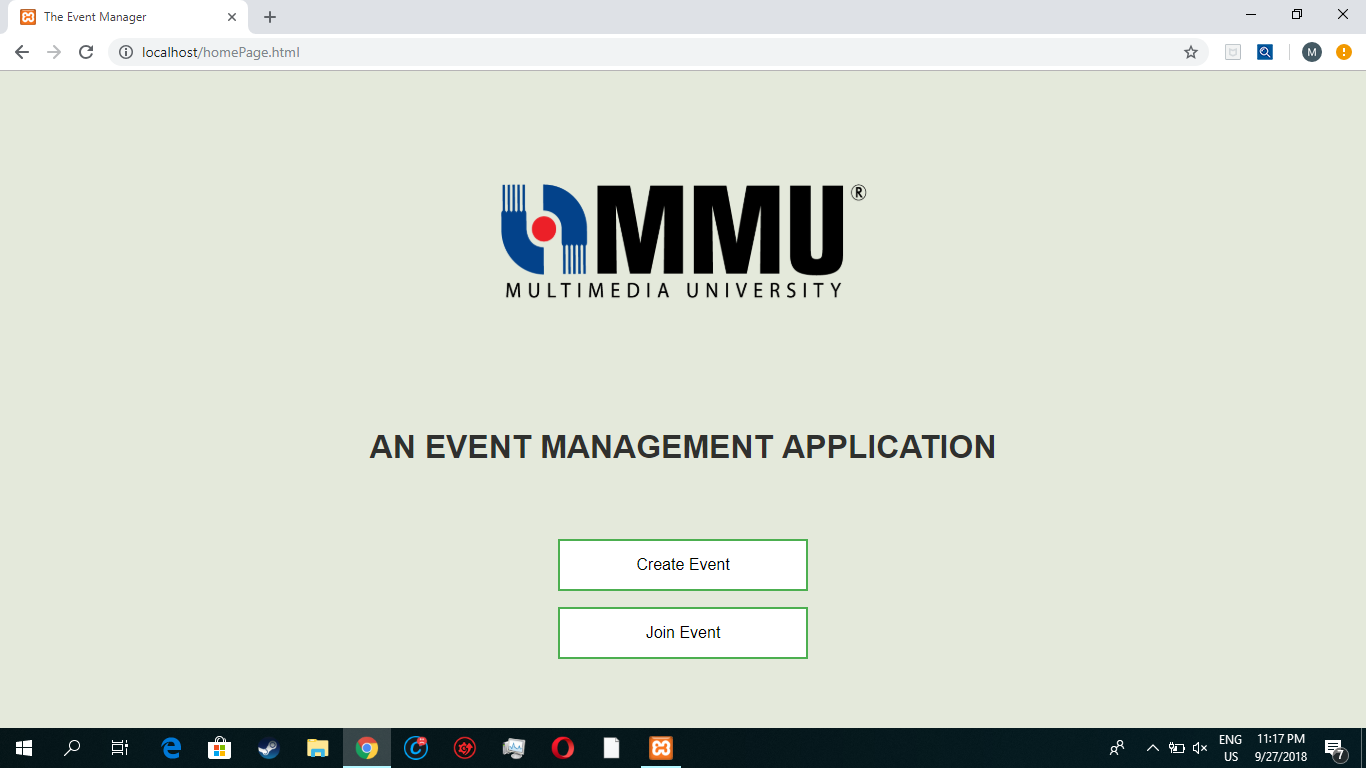 The Event Manager
localhost/homePage.html
M
MMU®
MULTIMEDIA UNIVERSITY
AN EVENT MANAGEMENT APPLICATION
Create Event
Join Event
ENG
US
11:17 PM
9/27/2018
7